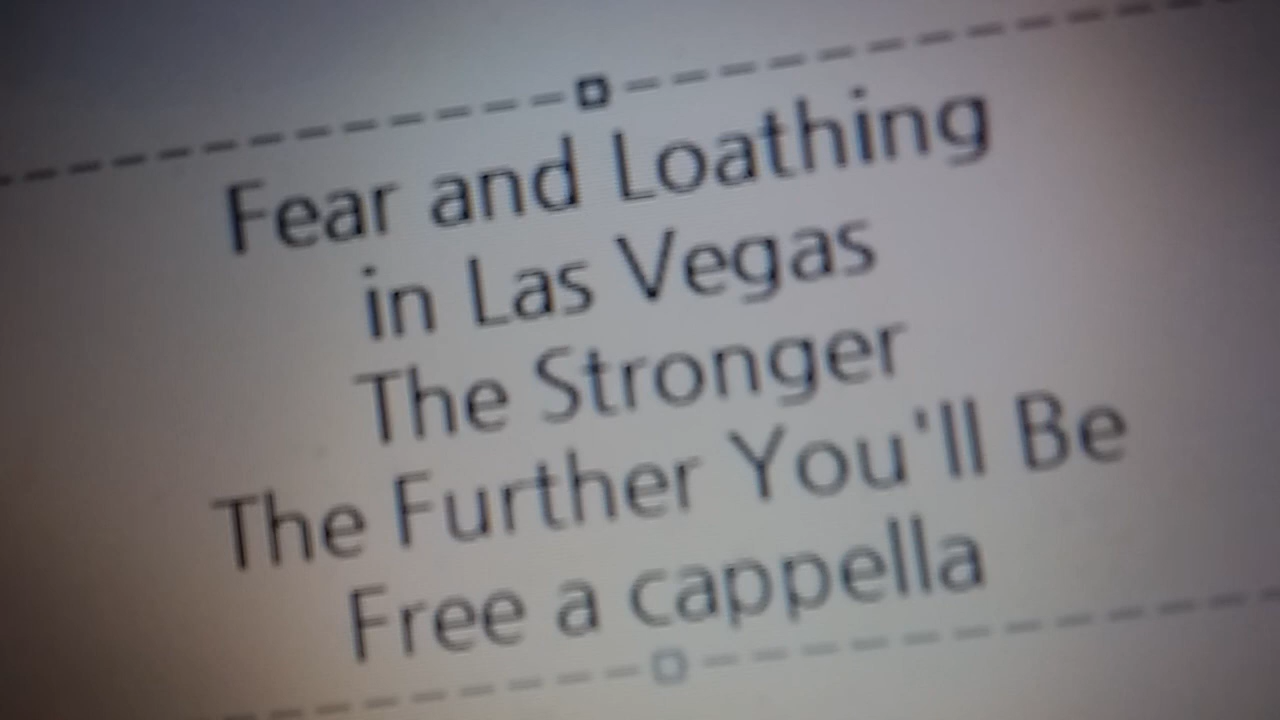 Fear and Loathing
in Las Vegas
The Stronger
The Further You'll Be
Free a cappella